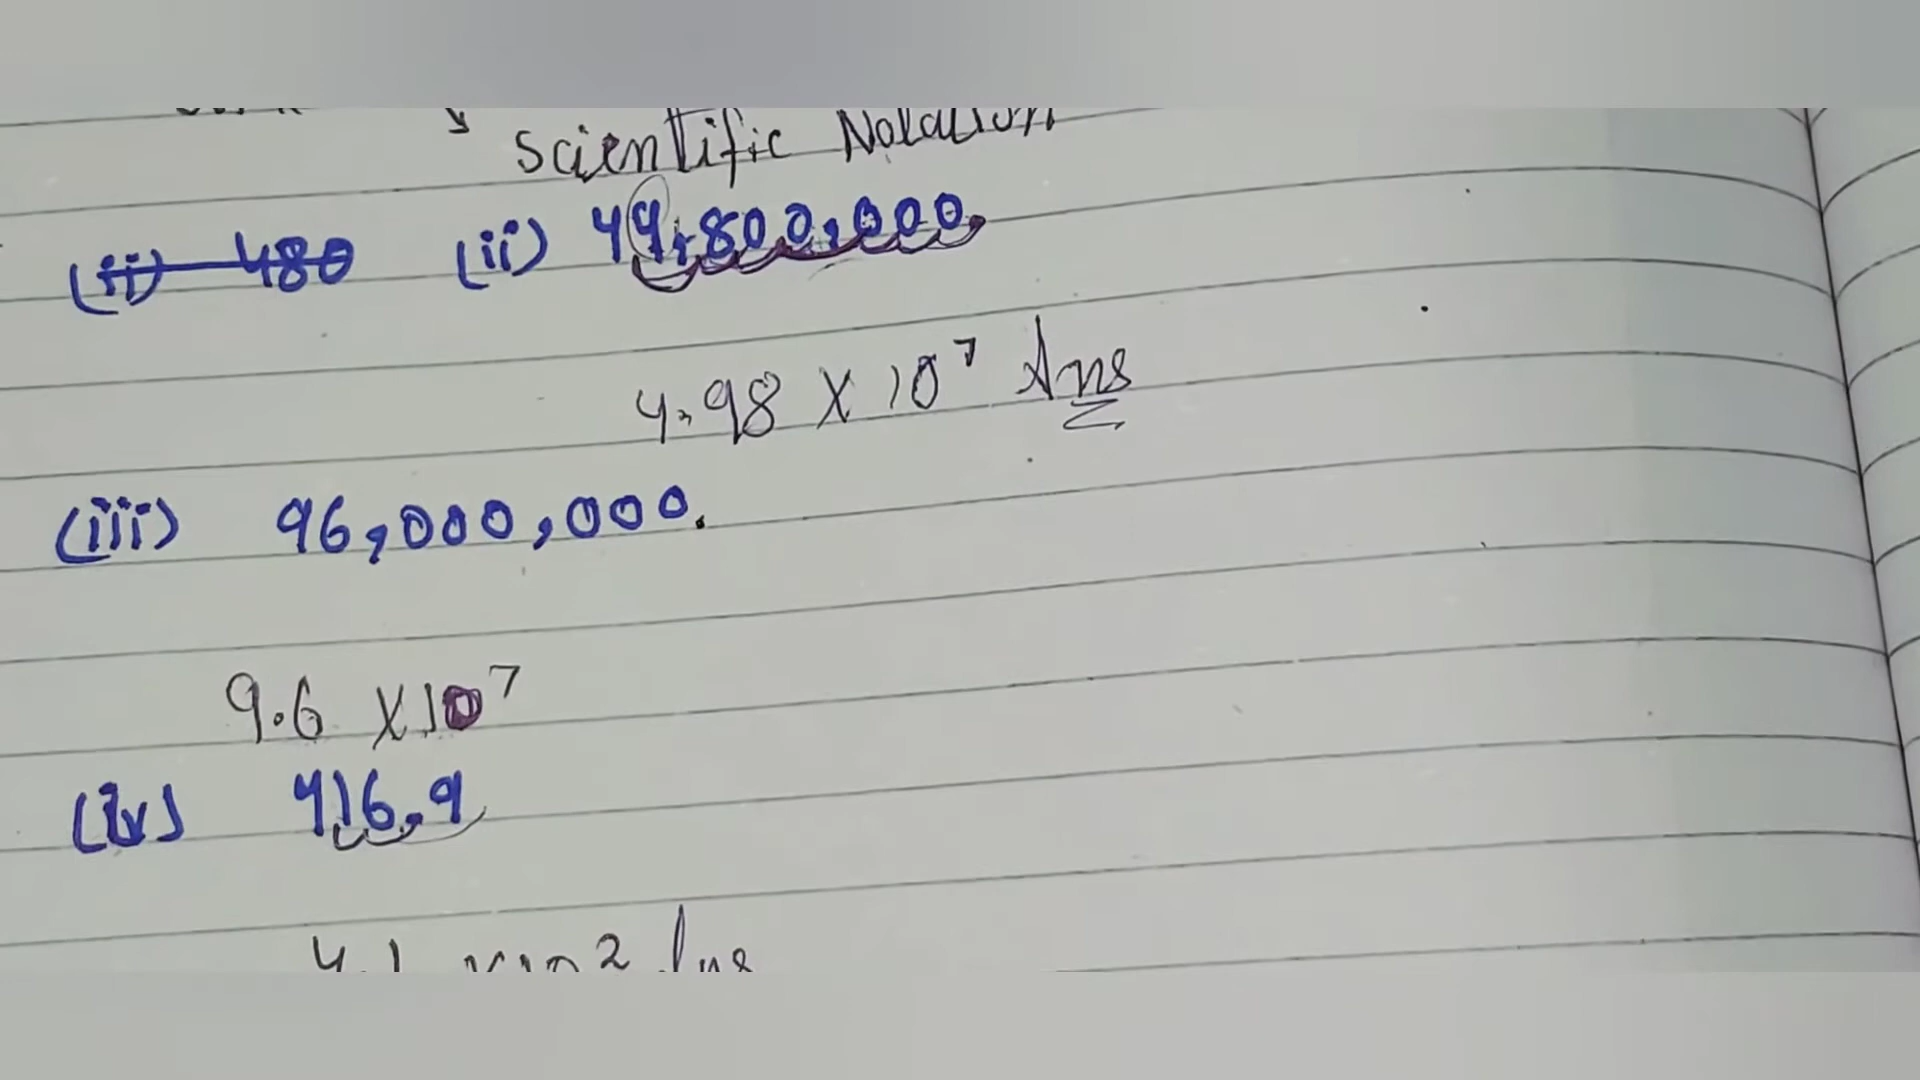 Scientific Notation
(ii) 480 (ii) 49,800,000.
4.98 X 10⁷ Ans
(iii) 96,000,000.
9.6 X10⁷
(iv) 416.9